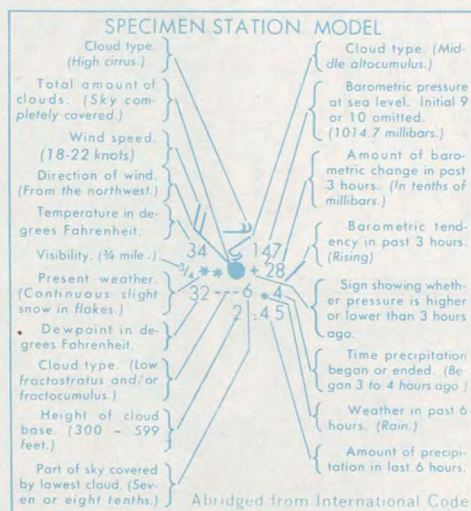 SPECIMEN STATION MODEL
Cloud type.
(High cirrus.)
Total amount of
clouds. (Sky com-
pletely covered.)
Wind speed.
(18-22 knots)
Direction of wind.
(From the northwest.)
Temperature in de-
grees Fahrenheit.
Visibility. (¾ mile.)
Present weather.
(Continuous slight
snow in flakes.)
Dewpoint in de-
grees Fahrenheit.
Cloud type. (Low
fractostratus and/or
fractocumulus.)
Height of cloud
base. (300 - 599
feet.)
Part of sky covered
by lowest cloud. (Sev-
en or eight tenths.)
34 147
¾ ** + 28
32 --- 6 • 4
2 .45
Cloud type. (Mid-
dle altocumulus.)
Barometric pressure
at sea level. Initial 9
or 10 omitted.
(1014.7 millibars.)
Amount of baro-
metric change in past
3 hours. (In tenths of
millibars.)
Barometric tend-
ency in past 3 hours.
(Rising)
Sign showing wheth-
er pressure is higher
or lower than 3 hours
ago.
Time precipitation
began or ended. (Be-
gan 3 to 4 hours ago.)
Weather in past 6
hours. (Rain.)
Amount of precipi-
tation in last 6 hours.
Abridged from International Code